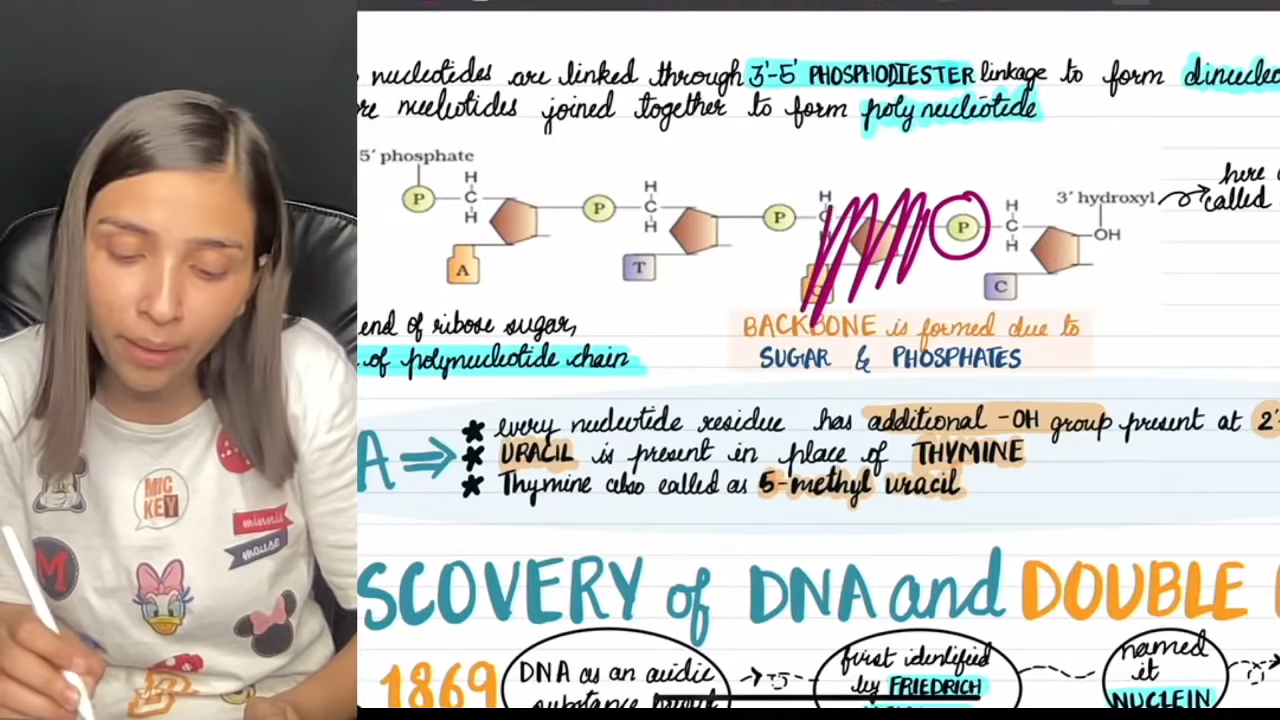 nucleotides are linked through 3'-5' PHOSPHODIESTER linkage to form dinucleo
re nucleotides joined together to form polynucleotide
5' phosphate
H
C
H
P
A
P
H
C
H
T
P
H
P
H
C
H
C
3' hydroxyl
OH
here
called
end of ribose sugar,
of polynucleotide chain
BACKBONE is formed due to
SUGAR & PHOSPHATES
A ⇒
★ every nucleotide residue has additional -OH group present at 2'
★ URACIL is present in place of THYMINE
★ Thymine also called as 5-methyl uracil
SCOVERY of DNA and DOUBLE
1869
DNA as an acidic
substance
first identified
by FRIEDRICH
named
it
NUCLEIN
MIC
KEY
minnie
mouse
M